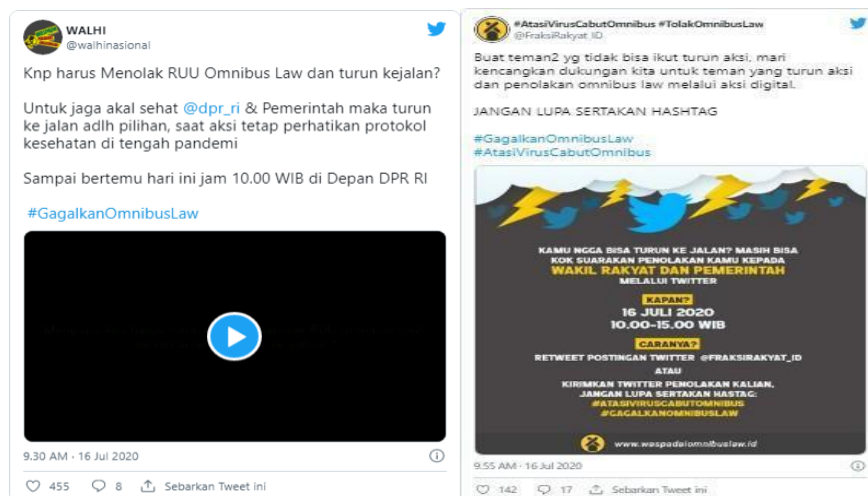 WALHI
@walhinasional
Knp harus Menolak RUU Omnibus Law dan turun kejalan?
Untuk jaga akal sehat @dpr_ri & Pemerintah maka turun
ke jalan adlh pilihan, saat aksi tetap perhatikan protokol
kesehatan di tengah pandemi
Sampai bertemu hari ini jam 10.00 WIB di Depan DPR RI
#GagalkanOmnibusLaw
9.30 AM · 16 Jul 2020
455 8 Sebarkan Tweet ini
#AtasiVirusCabutOmnibus #TolakOmnibusLaw
@FraksiRakyat_ID
Buat teman2 yg tidak bisa ikut turun aksi, mari
kencangkan dukungan kita untuk teman yang turun aksi
dan penolakan omnibus law melalui aksi digital.
JANGAN LUPA SERTAKAN HASHTAG
#GagalkanOmnibusLaw
#AtasiVirusCabutOmnibus
KAMU NGGA BISA TURUN KE JALAN? MASIH BISA
KOK SUARAKAN PENOLAKAN KAMU KEPADA
WAKIL RAKYAT DAN PEMERINTAH
MELALUI TWITTER
KAPAN?
16 JULI 2020
10.00-15.00 WIB
CARANYA?
RETWEET POSTINGAN TWITTER @FRAKSIRAKYAT_ID
ATAU
KIRIMKAN TWITTER PENOLAKAN KALIAN,
JANGAN LUPA SERTAKAN HASTAG:
#ATASIVIRUSCABUTOMNIBUS
#GAGALKANOMNIBUSLAW
www.waspadaiomnibuslaw.id
9.55 AM · 16 Jul 2020
142 17 Sebarkan Tweet ini